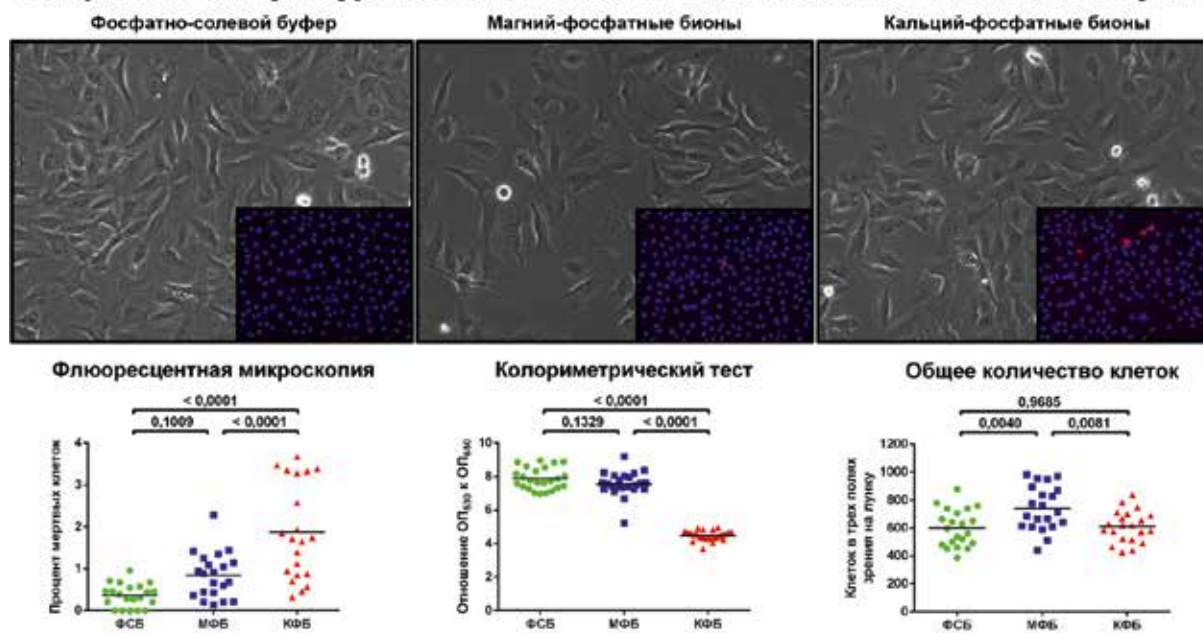 Фосфатно-солевой буфер
Магний-фосфатные бионы
Кальций-фосфатные бионы
Флюоресцентная микроскопия
< 0,0001
0,1009
< 0,0001
Процент мертвых клеток
4
3
2
1
0
ФСБ
МФБ
КФБ
Колориметрический тест
< 0,0001
0,1329
< 0,0001
Отношение ОП₅₃₀ к ОП₆₅₀
10
8
6
4
2
0
ФСБ
МФБ
КФБ
Общее количество клеток
0,9685
0,0040
0,0081
Клеток в трех полях
зрения на лунку
1200
1000
800
600
400
200
0
ФСБ
МФБ
КФБ